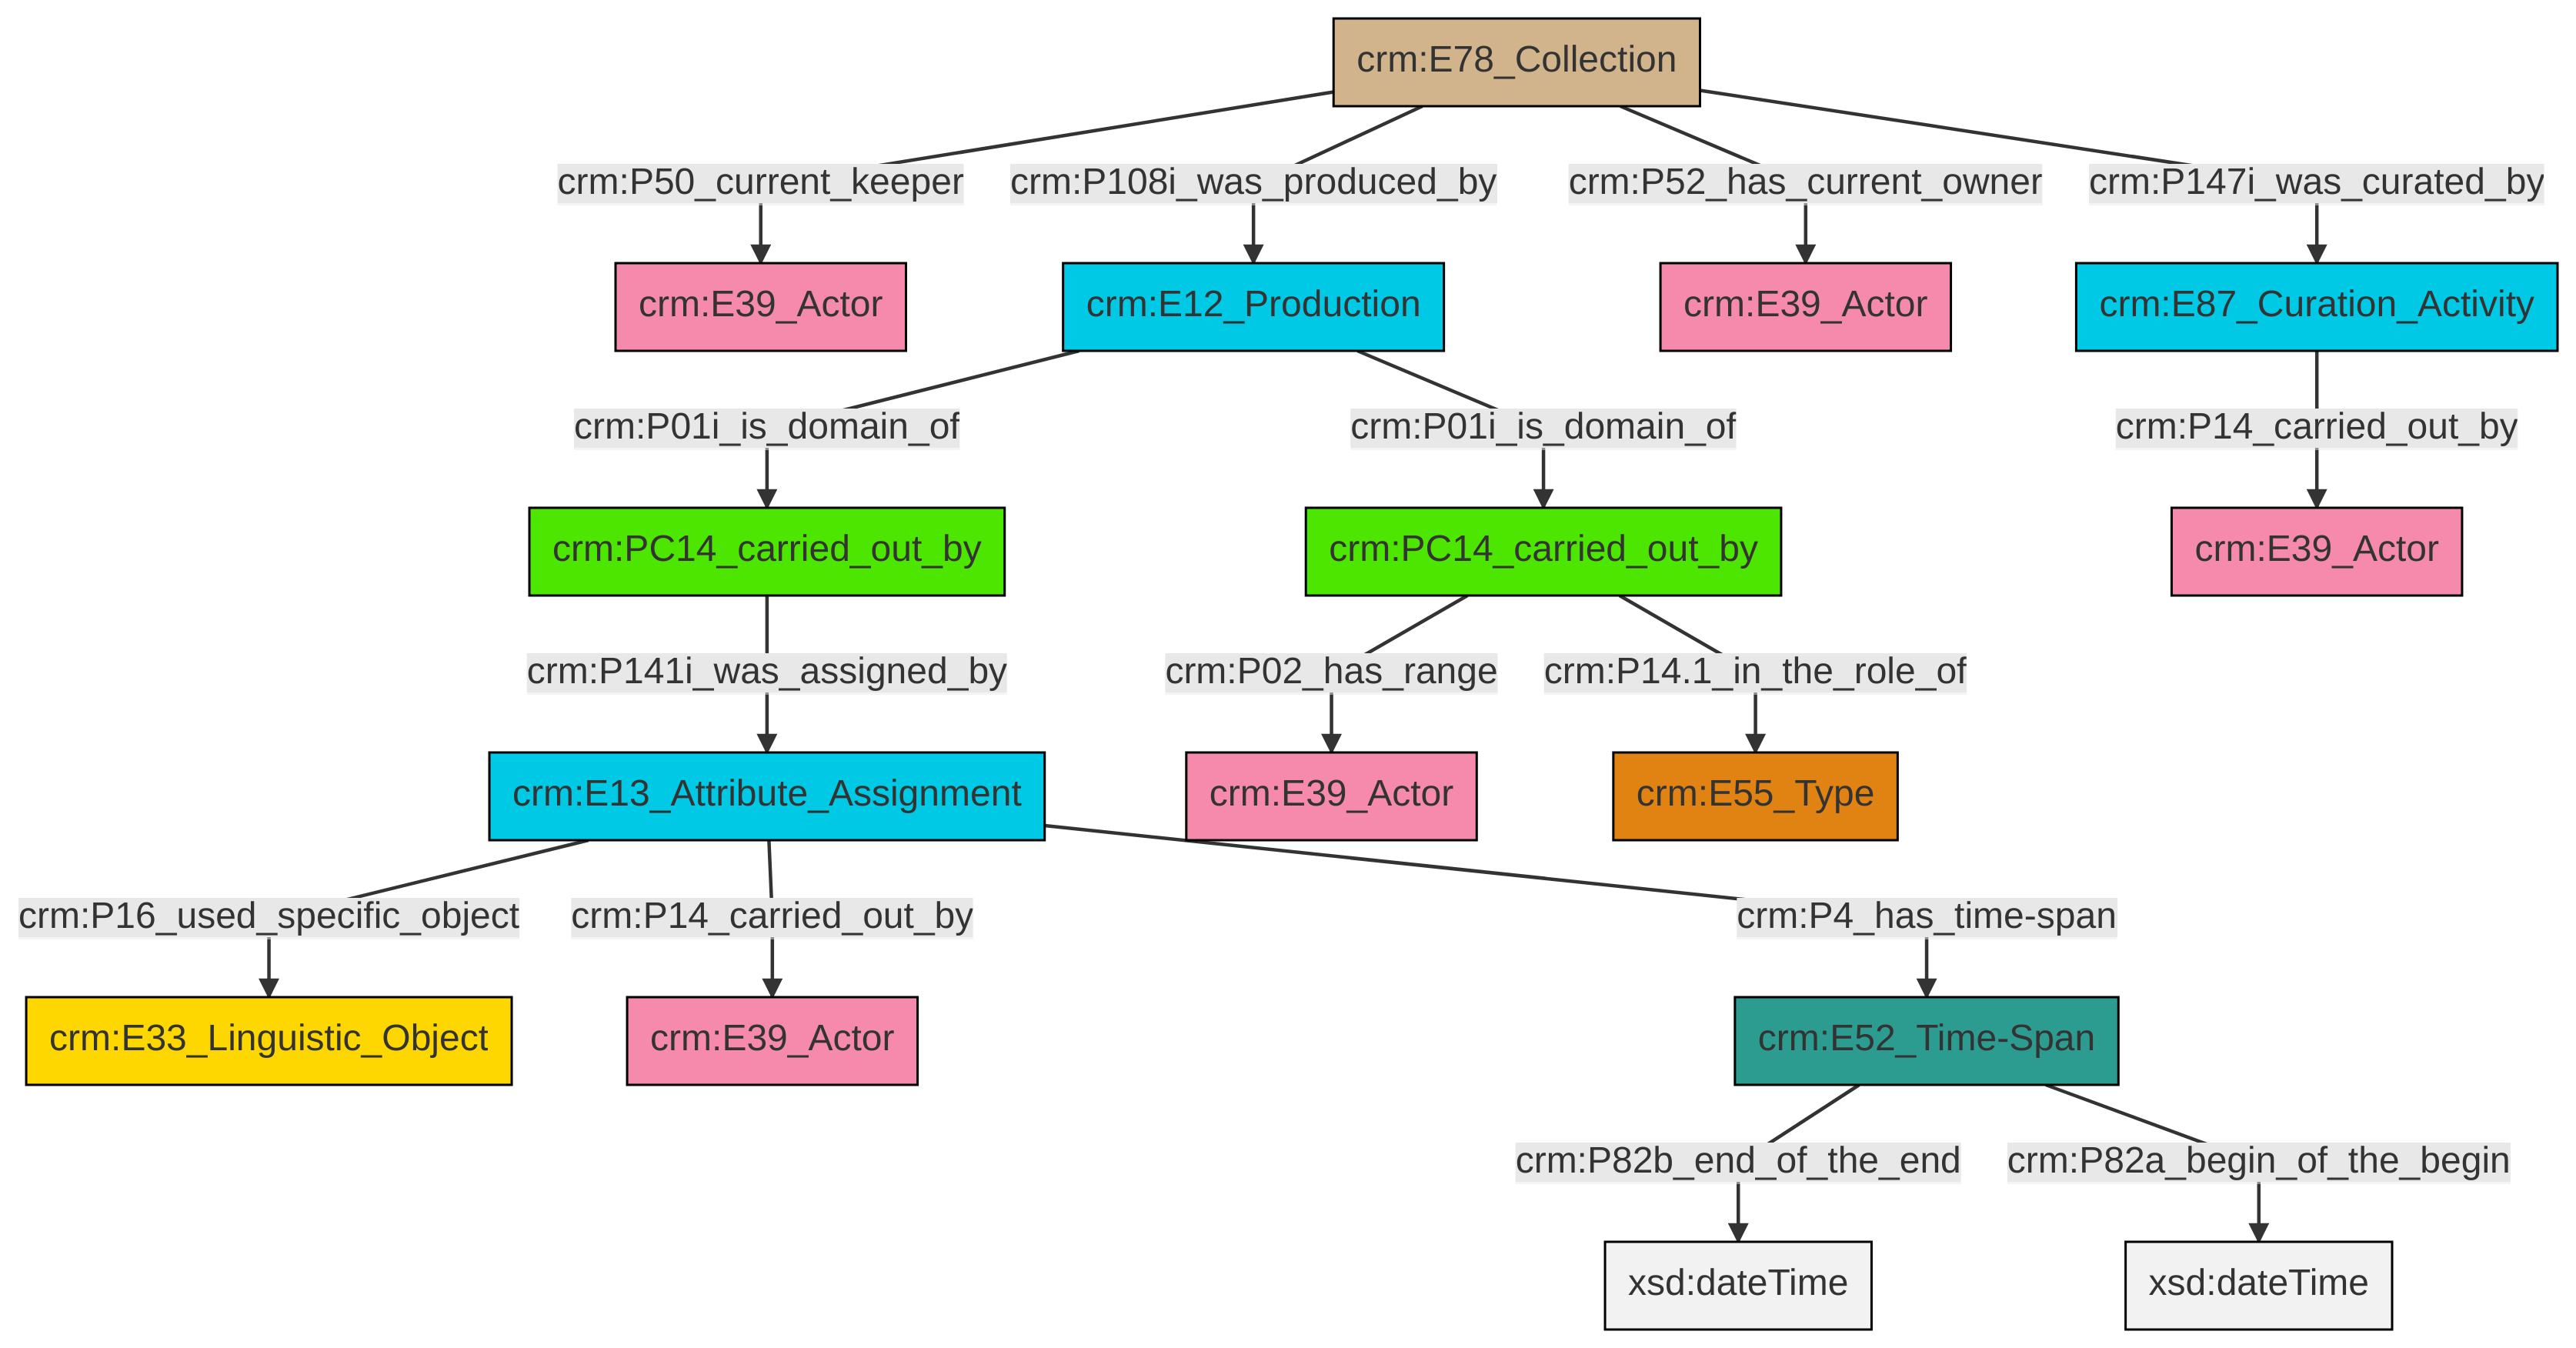 crm:E78_Collection
crm:P50_current_keeper
crm:P108i_was_produced_by
crm:P52_has_current_owner
crm:P147i_was_curated_by
crm:E39_Actor
crm:E12_Production
crm:E39_Actor
crm:E87_Curation_Activity
crm:P01i_is_domain_of
crm:P01i_is_domain_of
crm:P14_carried_out_by
crm:PC14_carried_out_by
crm:PC14_carried_out_by
crm:E39_Actor
crm:P141i_was_assigned_by
crm:P02_has_range
crm:P14.1_in_the_role_of
crm:E13_Attribute_Assignment
crm:E39_Actor
crm:E55_Type
crm:P16_used_specific_object
crm:P14_carried_out_by
crm:P4_has_time-span
crm:E33_Linguistic_Object
crm:E39_Actor
crm:E52_Time-Span
crm:P82b_end_of_the_end
crm:P82a_begin_of_the_begin
xsd:dateTime
xsd:dateTime